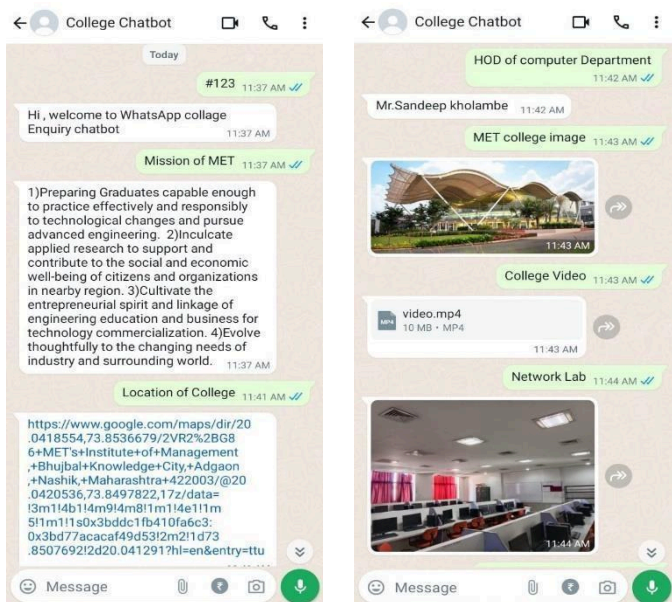 College Chatbot
Today
#123 11:37 AM
Hi , welcome to WhatsApp collage
Enquiry chatbot 11:37 AM
Mission of MET 11:37 AM
1)Preparing Graduates capable enough
to practice effectively and responsibly
to technological changes and pursue
advanced engineering. 2)Inculcate
applied research to support and
contribute to the social and economic
well-being of citizens and organizations
in nearby region. 3)Cultivate the
entrepreneurial spirit and linkage of
engineering education and business for
technology commercialization. 4)Evolve
thoughtfully to the changing needs of
industry and surrounding world. 11:37 AM
Location of College 11:41 AM
https://www.google.com/maps/dir/20
.0418554,73.8536679/2VR2%2BG8
6+MET's+Institute+of+Management
,+Bhujbal+Knowledge+City,+Adgaon
,+Nashik,+Maharashtra+422003/@20
.0420536,73.8497822,17z/data=
!3m1!4b1!4m9!4m8!1m1!4e1!1m
5!1m1!1s0x3bddc1fb410fa6c3:
0x3bd77acacaf49d53!2m2!1d73
.8507692!2d20.041291?hl=en&entry=ttu
Message
College Chatbot
HOD of computer Department
11:42 AM
Mr.Sandeep kholambe 11:42 AM
MET college image 11:43 AM
11:43 AM
College Video 11:43 AM
video.mp4
MP4
10 MB • MP4
11:43 AM
Network Lab 11:44 AM
11:44 AM
Message